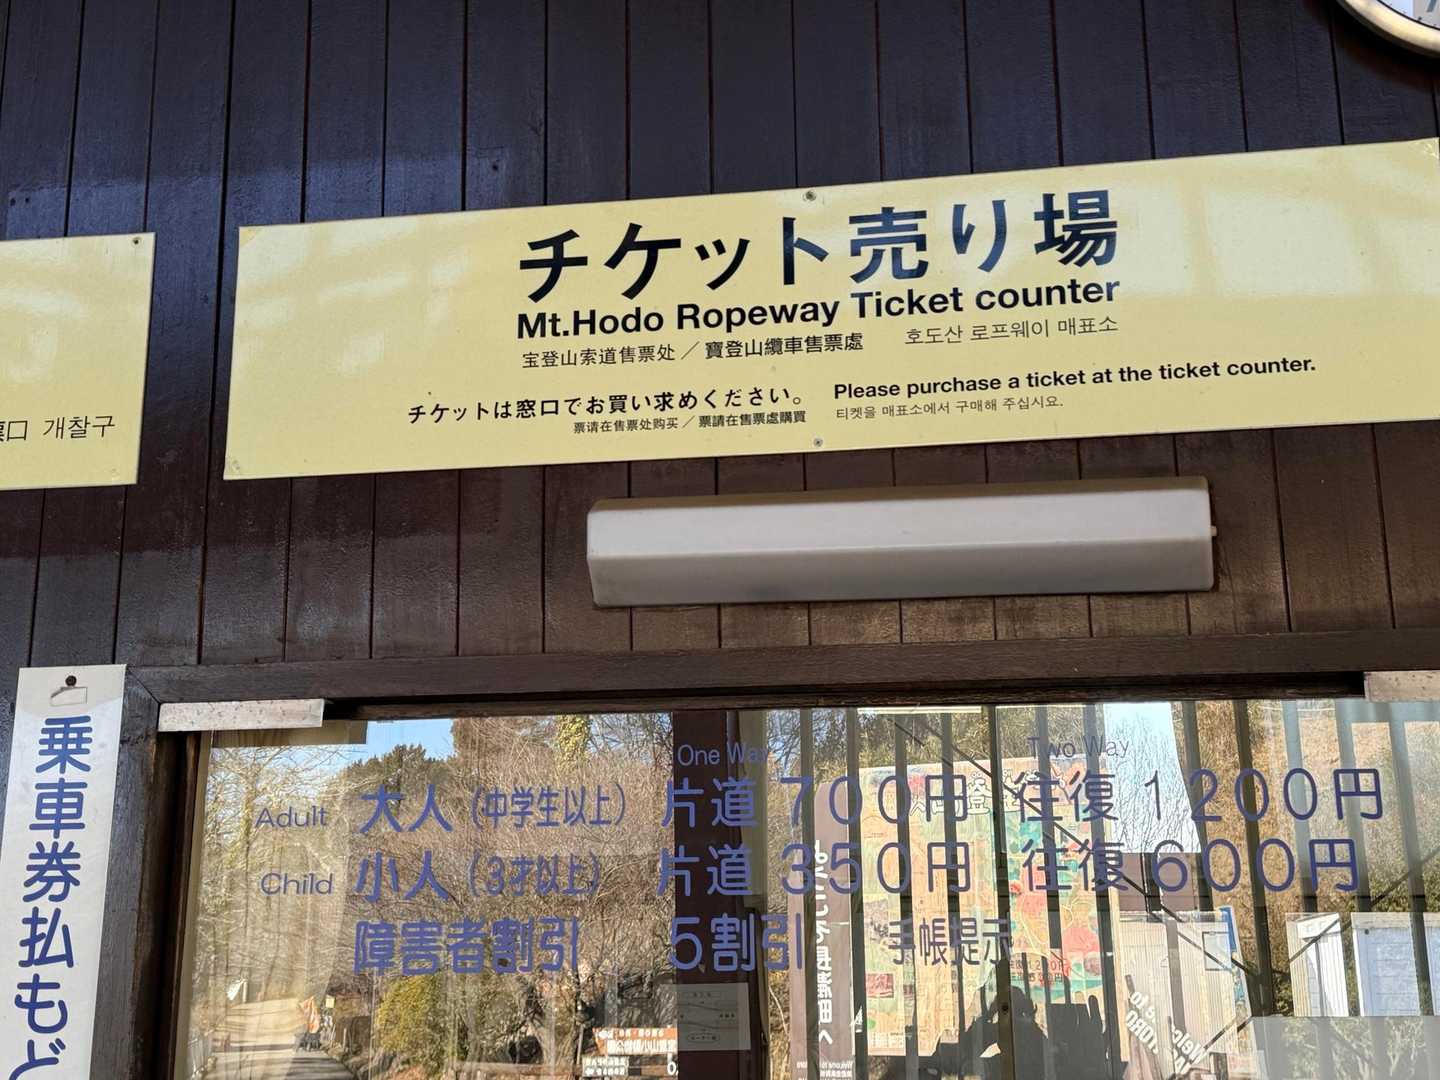 チケット売り場
Mt.Hodo Ropeway Ticket counter
宝登山索道售票处／寶登山纜車售票處 호도산 로프웨이 매표소
チケットは窓口でお買い求めください。 Please purchase a ticket at the ticket counter.
票请在售票处购买／票請在售票處購買 티켓을 매표소에서 구매해 주십시요.
口 개찰구
乗車券払もど
One Way Two Way
Adult 大人（中学生以上） 片道 700円 往復 1200円
Child 小人（3才以上） 片道 350円 往復 600円
障害者割引 5割引 手帳提示